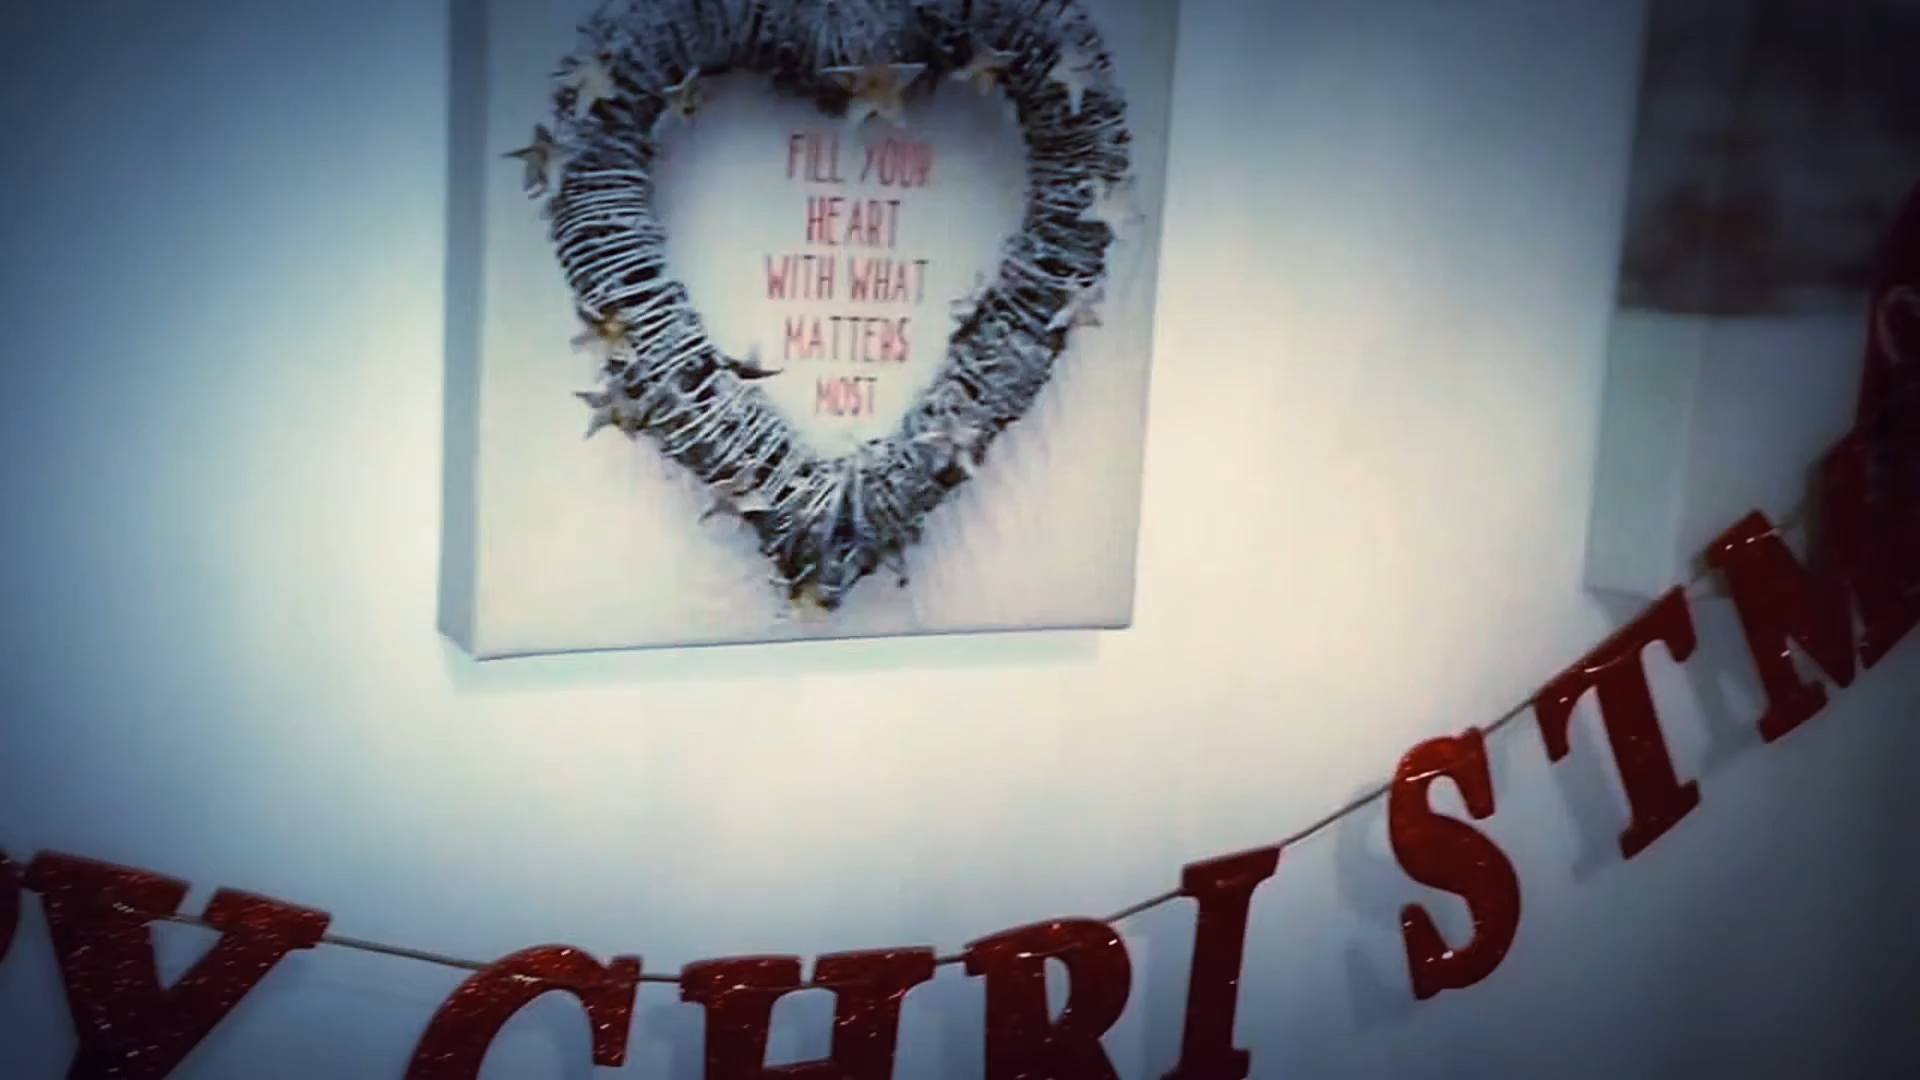 FILL YOUR
HEART
WITH WHAT
MATTERS
MOST
Y CHRISTM